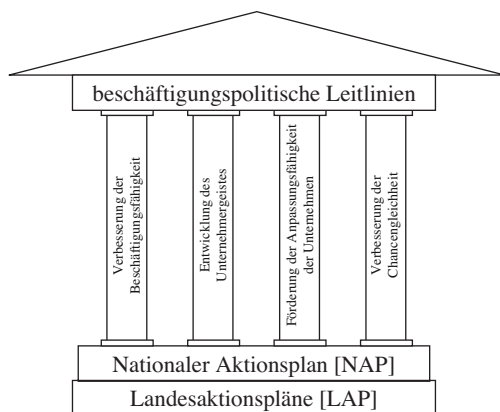 beschäftigungspolitische Leitlinien
Verbesserung der
Beschäftigungsfähigkeit
Entwicklung des
Unternehmergeistes
Förderung der Anpassungsfähigkeit
der Unternehmen
Verbesserung der
Chancengleichheit
Nationaler Aktionsplan [NAP]
Landesaktionspläne [LAP]